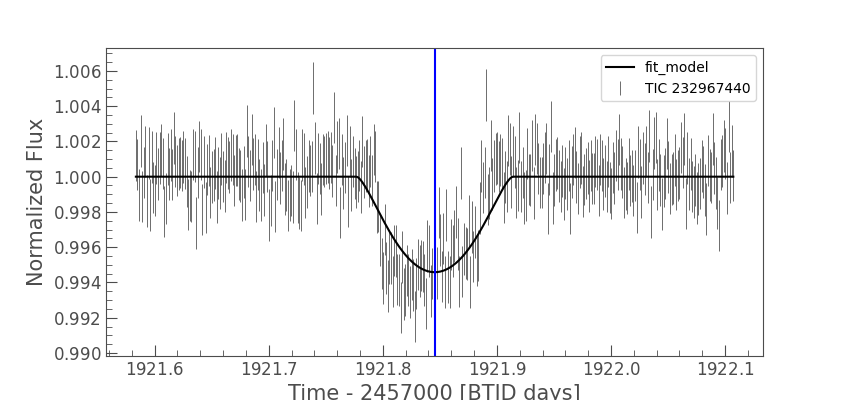 fit_model
TIC 232967440
1.006
1.004
1.002
1.000
0.998
0.996
0.994
0.992
0.990
Normalized Flux
1921.6 1921.7 1921.8 1921.9 1922.0 1922.1
Time - 2457000 [BTJD days]